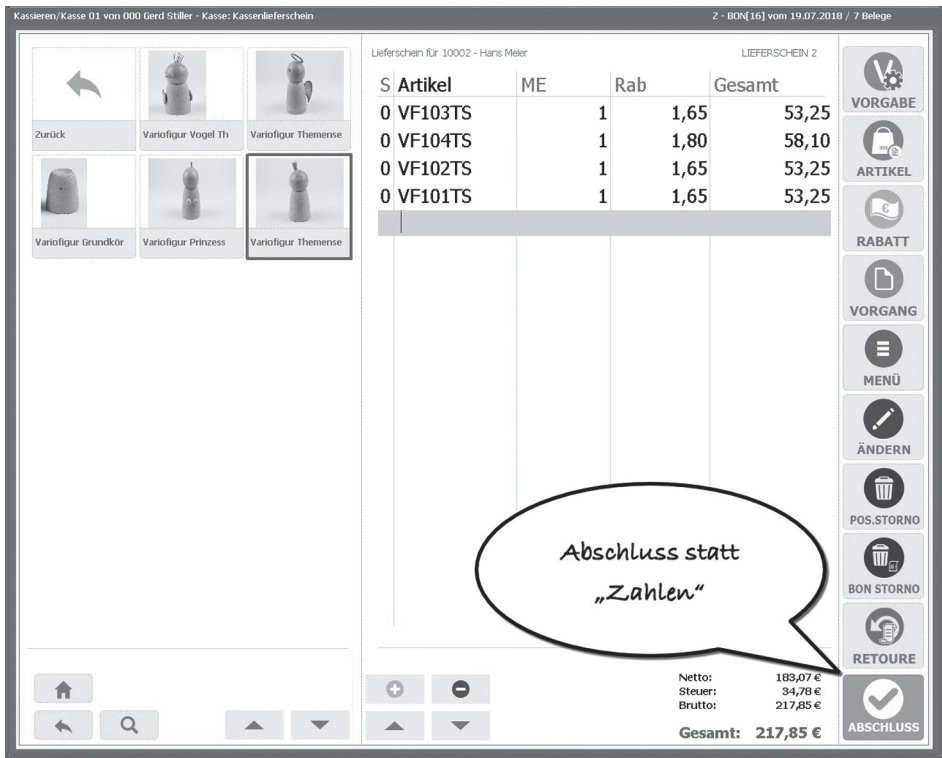 Kassieren/Kasse 01 von 000 Gerd Stiller - Kasse: Kassenlieferschein
Z - BON[16] vom 19.07.2018 / 7 Belege
Zurück
Variofigur Vogel Th
Variofigur Themense
Variofigur Grundkör
Variofigur Prinzess
Variofigur Themense
Lieferschein für 10002 - Hans Meier
LIEFERSCHEIN 2
S Artikel ME Rab Gesamt
0 VF103TS 1 1,65 53,25
0 VF104TS 1 1,80 58,10
0 VF102TS 1 1,65 53,25
0 VF101TS 1 1,65 53,25
Abschluss statt
„Zahlen“
Netto: 183,07 €
Steuer: 34,78 €
Brutto: 217,85 €
Gesamt: 217,85 €
VORGABE
ARTIKEL
RABATT
VORGANG
MENÜ
ÄNDERN
POS.STORNO
BON STORNO
RETOURE
ABSCHLUSS